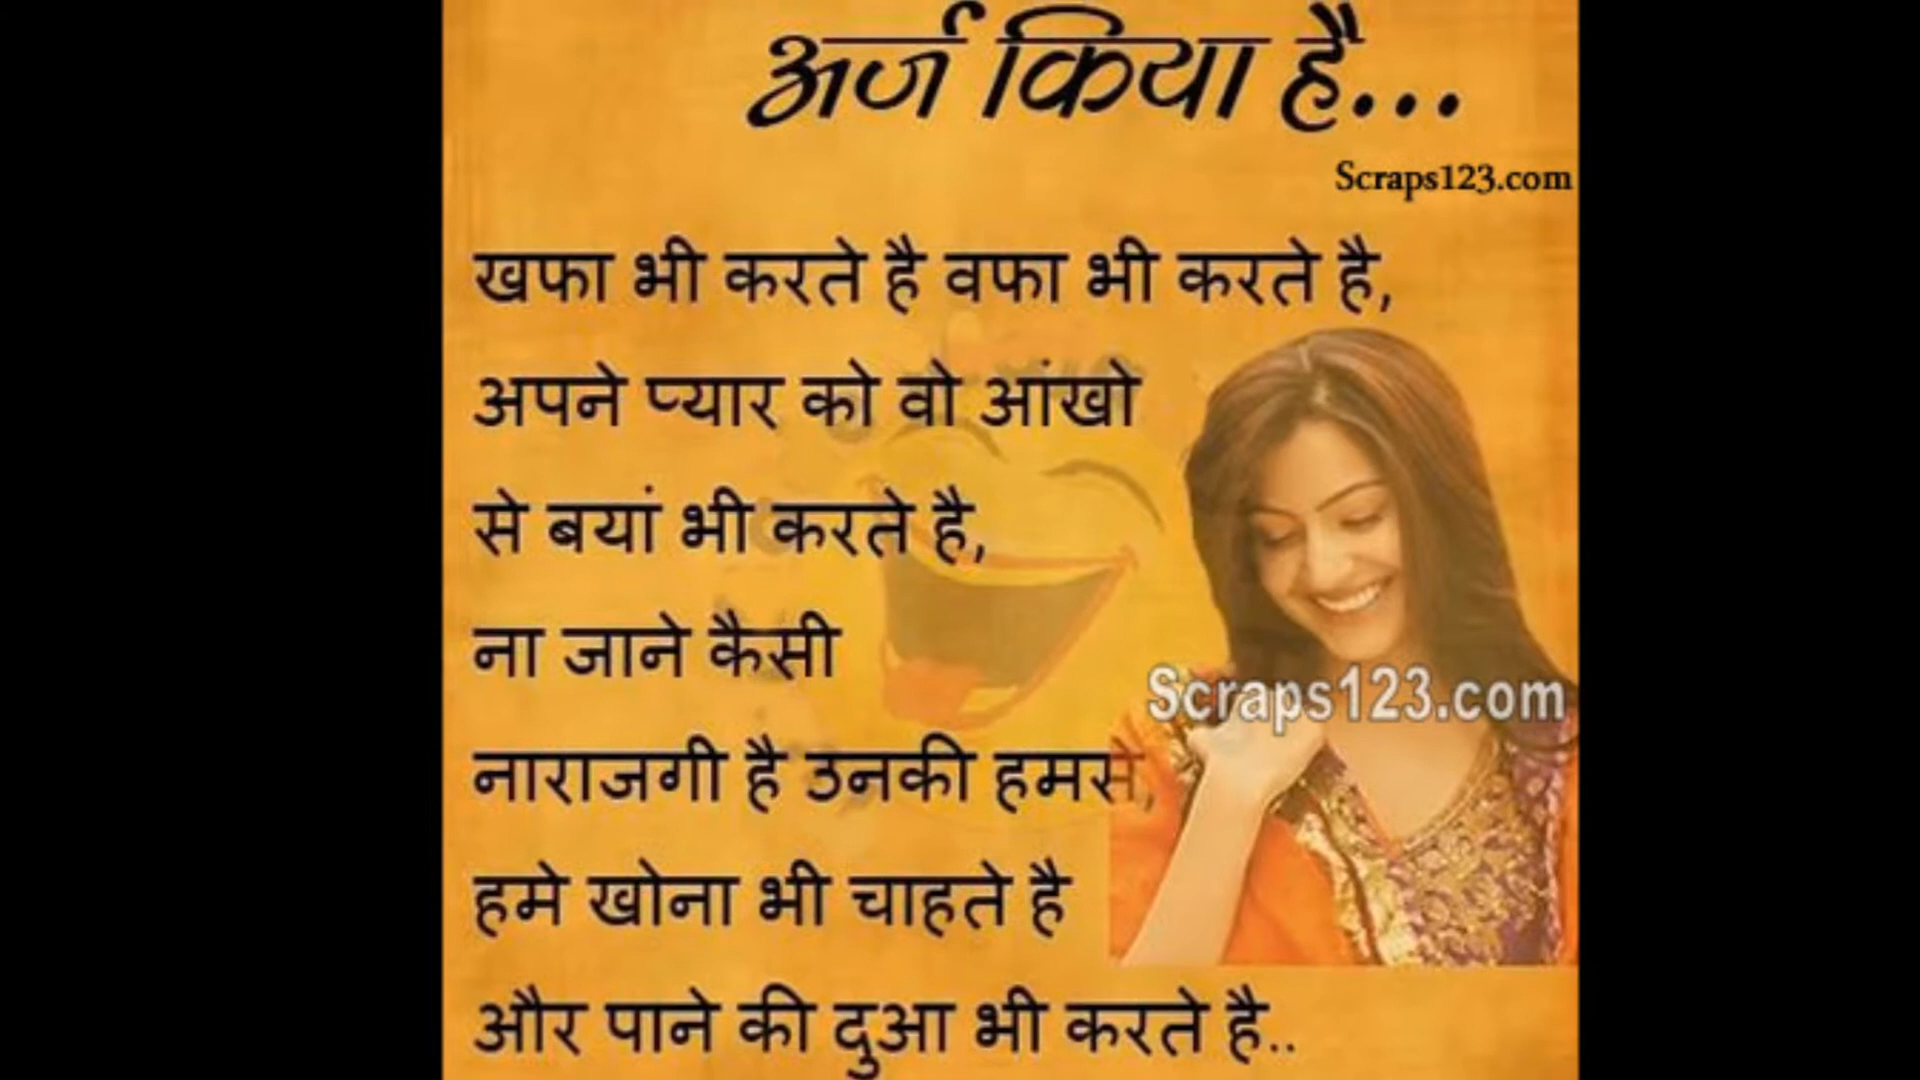 अर्ज किया है...
Scraps123.com
खफा भी करते है वफा भी करते है,
अपने प्यार को वो आंखो
से बयां भी करते है,
ना जाने कैसी
Scraps123.com
नाराजगी है उनकी हमसे,
हमे खोना भी चाहते है
और पाने की दुआ भी करते है..